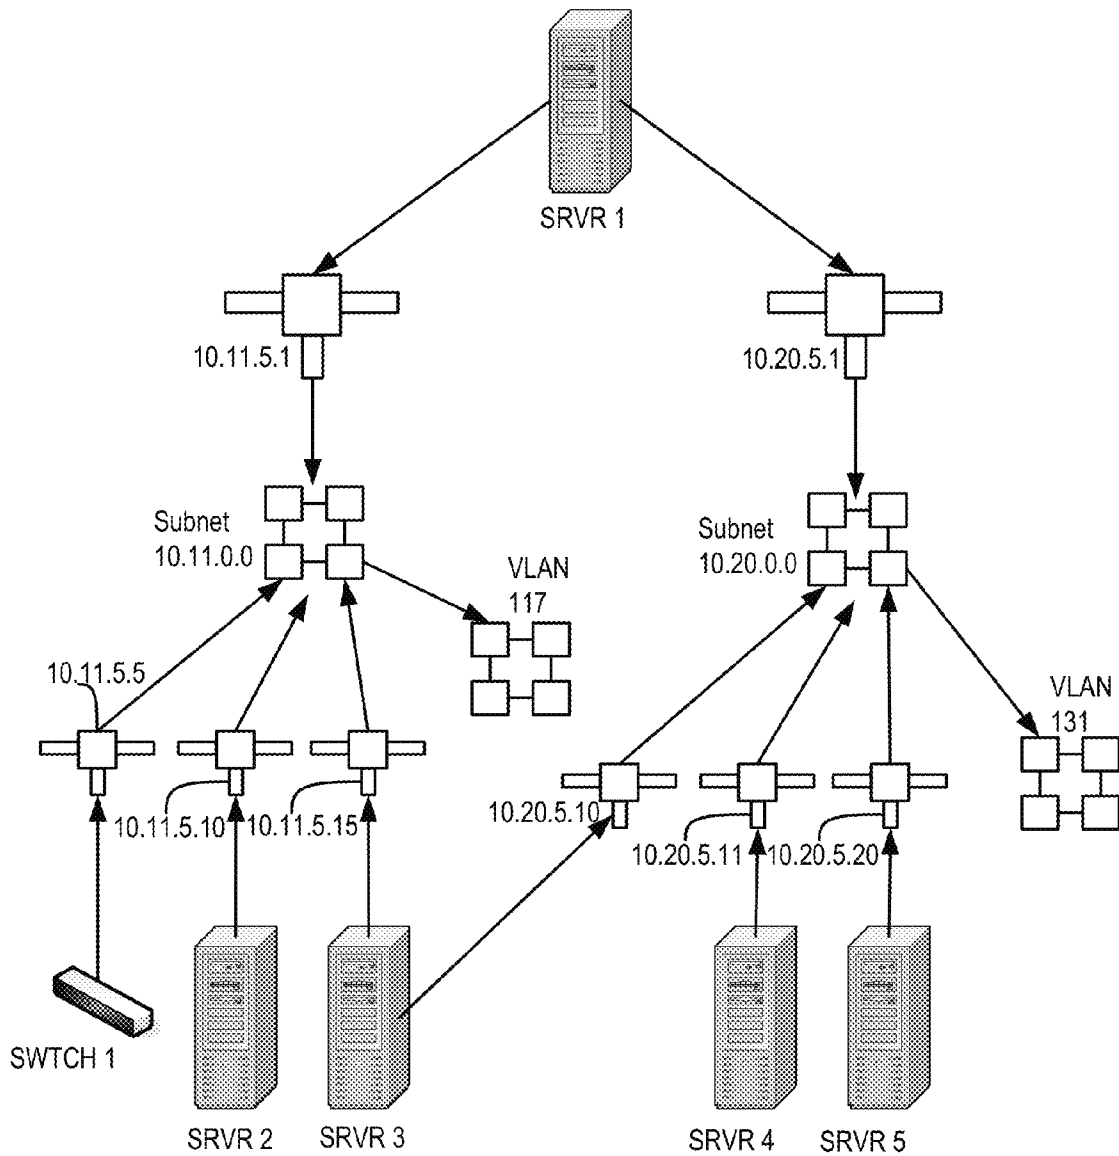 SRVR 1
10.11.5.1
10.20.5.1
Subnet
10.11.0.0
VLAN
117
Subnet
10.20.0.0
VLAN
131
10.11.5.5
10.11.5.10
10.11.5.15
10.20.5.10
10.20.5.11
10.20.5.20
SWTCH 1
SRVR 2
SRVR 3
SRVR 4
SRVR 5